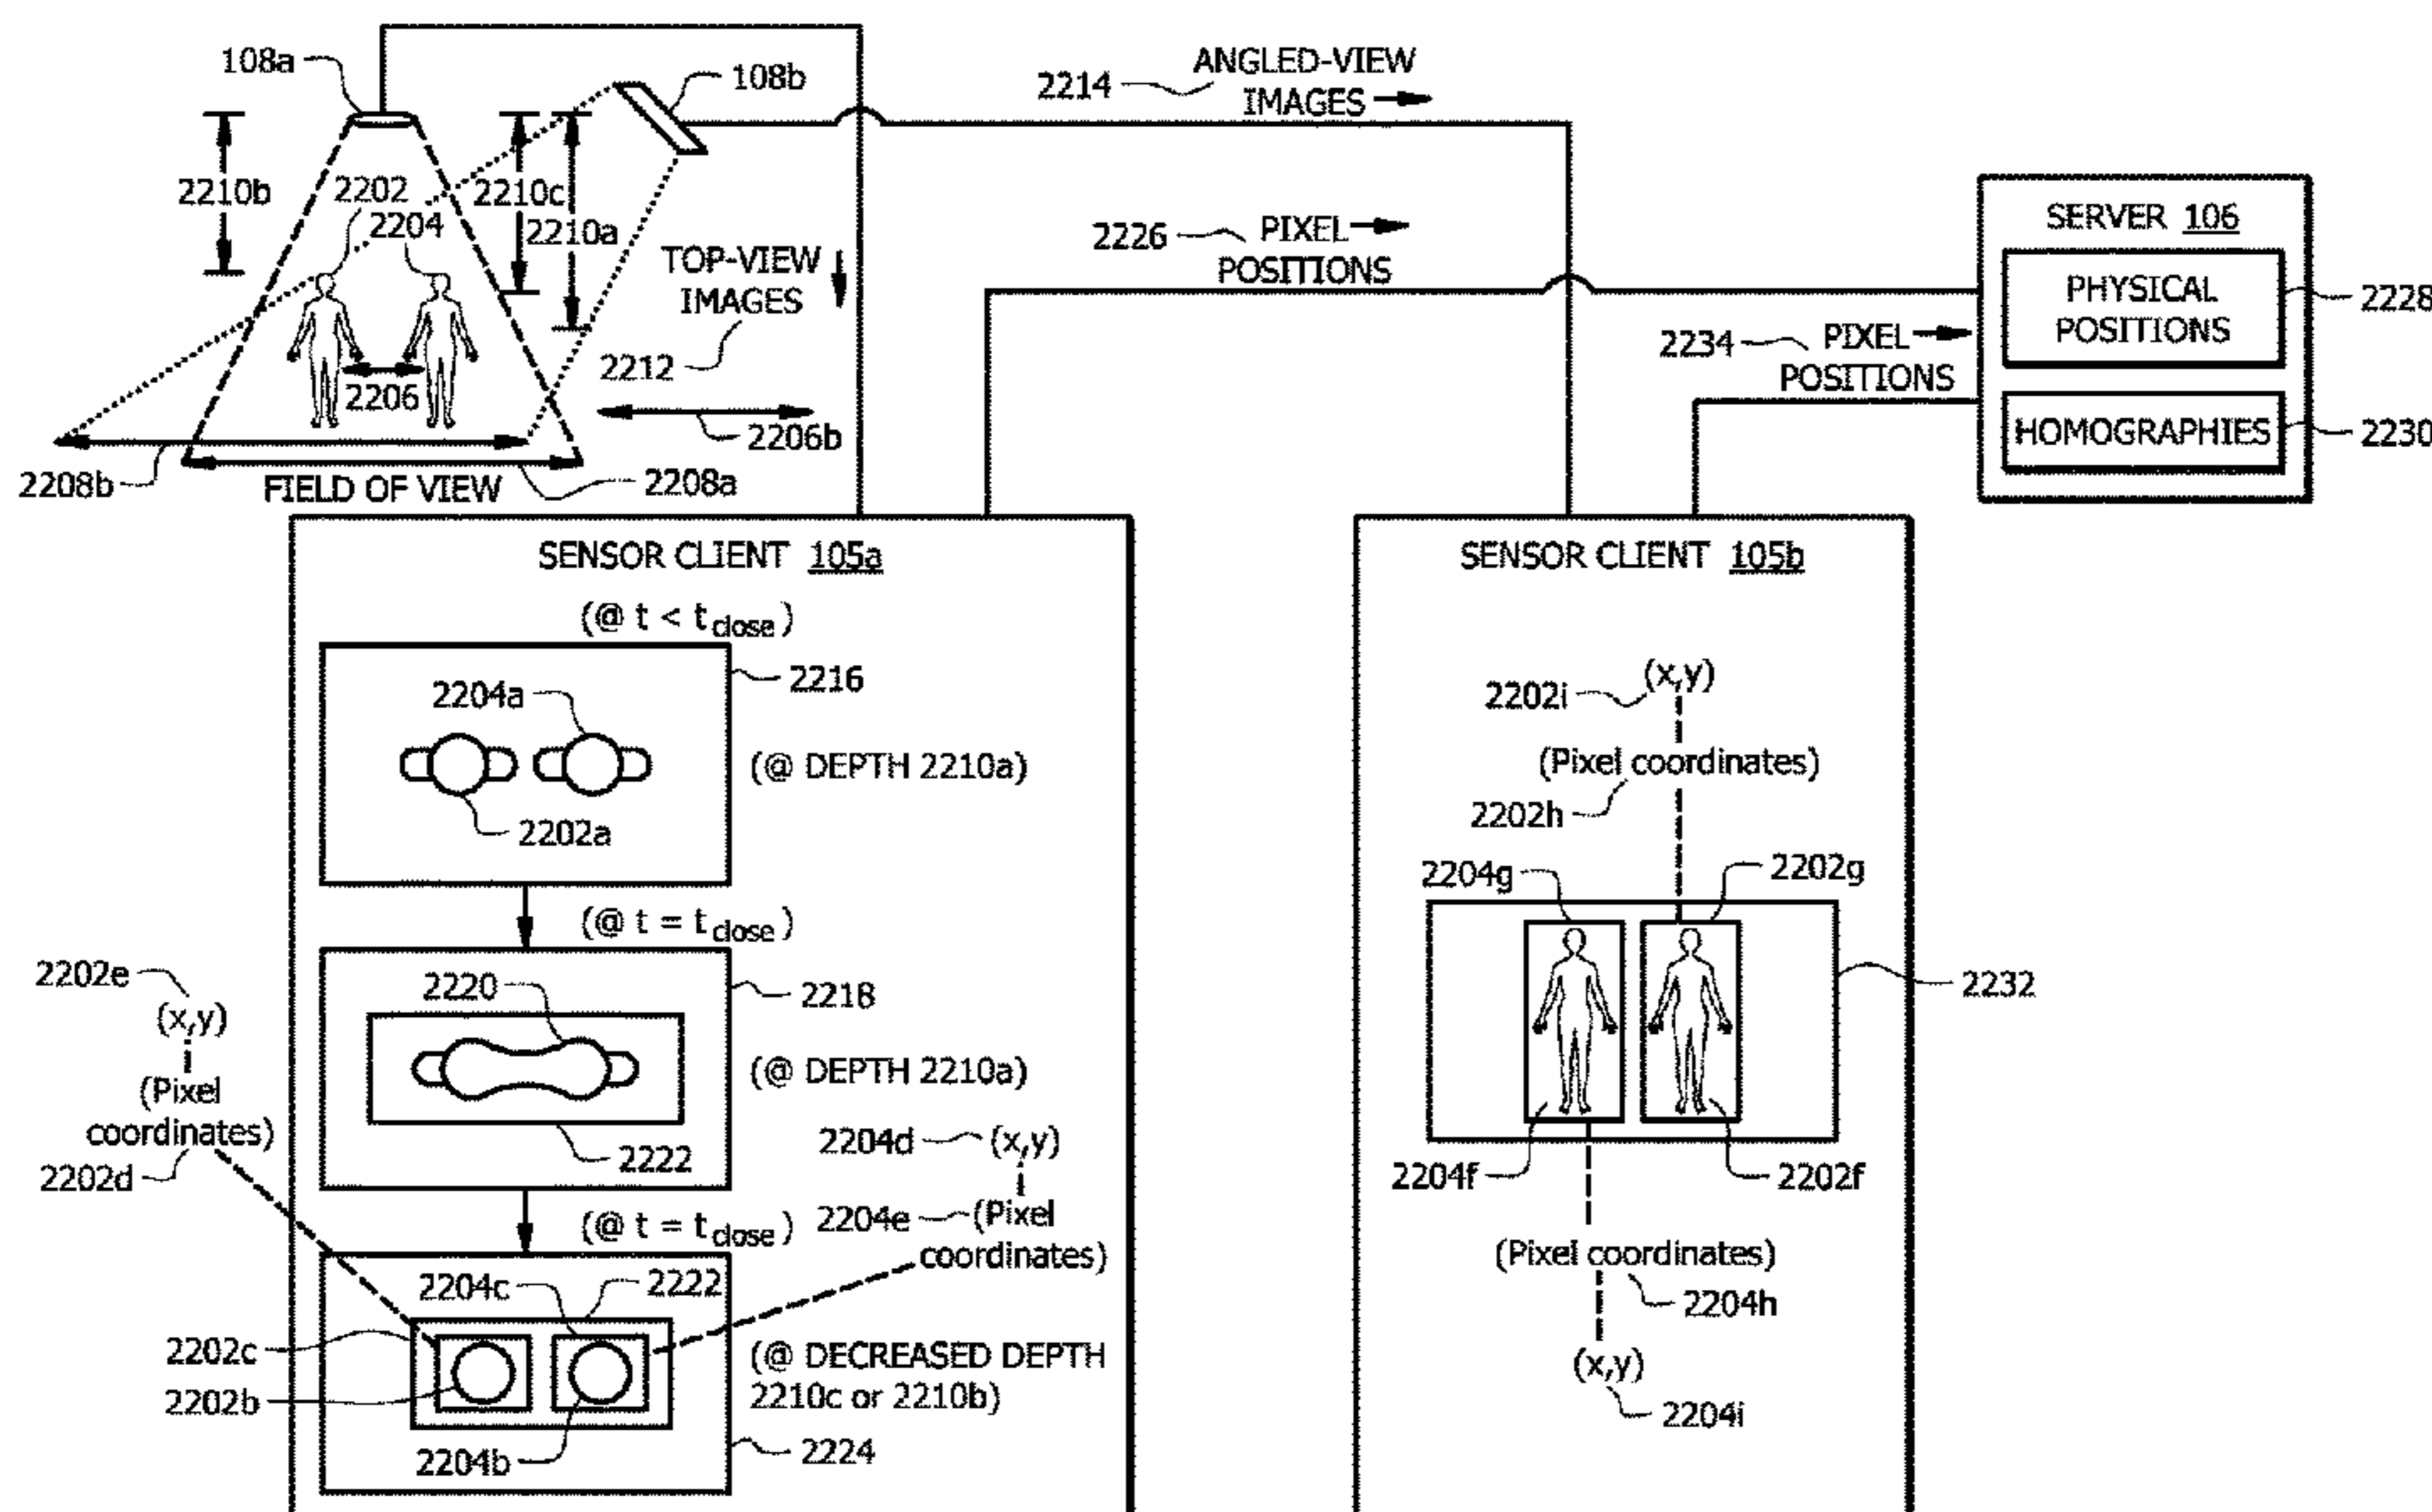 108a
108b
2214
ANGLED-VIEW
IMAGES
2210b
2202
2204
2210c
2210a
2206
TOP-VIEW
IMAGES
2212
2206b
2208b
FIELD OF VIEW
2208a
2226
PIXEL
POSITIONS
2234
PIXEL
POSITIONS
SERVER 106
PHYSICAL
POSITIONS
2228
HOMOGRAPHIES
2230
SENSOR CLIENT 105a
(@ t < tclose)
2216
2204a
(@ DEPTH 2210a)
2202a
(@ t = tclose)
2218
2220
(@ DEPTH 2210a)
2222
2202e
(x,y)
(Pixel
coordinates)
2202d
2204d
(x,y)
2204e
(Pixel
coordinates)
(@ t = tclose)
2204c
2222
2202c
2202b
(@ DECREASED DEPTH
2210c or 2210b)
2204b
2224
SENSOR CLIENT 105b
2202i
(x,y)
(Pixel coordinates)
2202h
2204g
2202g
2232
2204f
2202f
(Pixel coordinates)
2204h
(x,y)
2204i